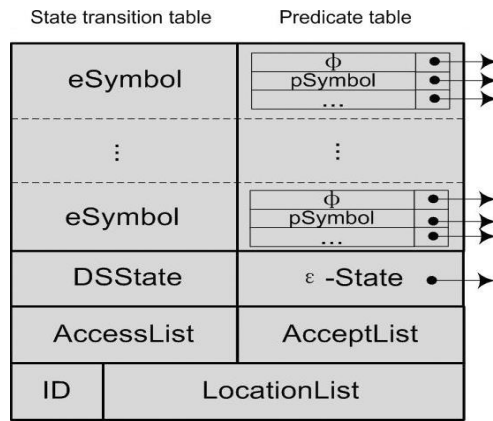 State transition table Predicate table
ϕ
eSymbol pSymbol
...
⋮ ⋮
ϕ
eSymbol pSymbol
...
DSState ε -State
AccessList AcceptList
ID LocationList